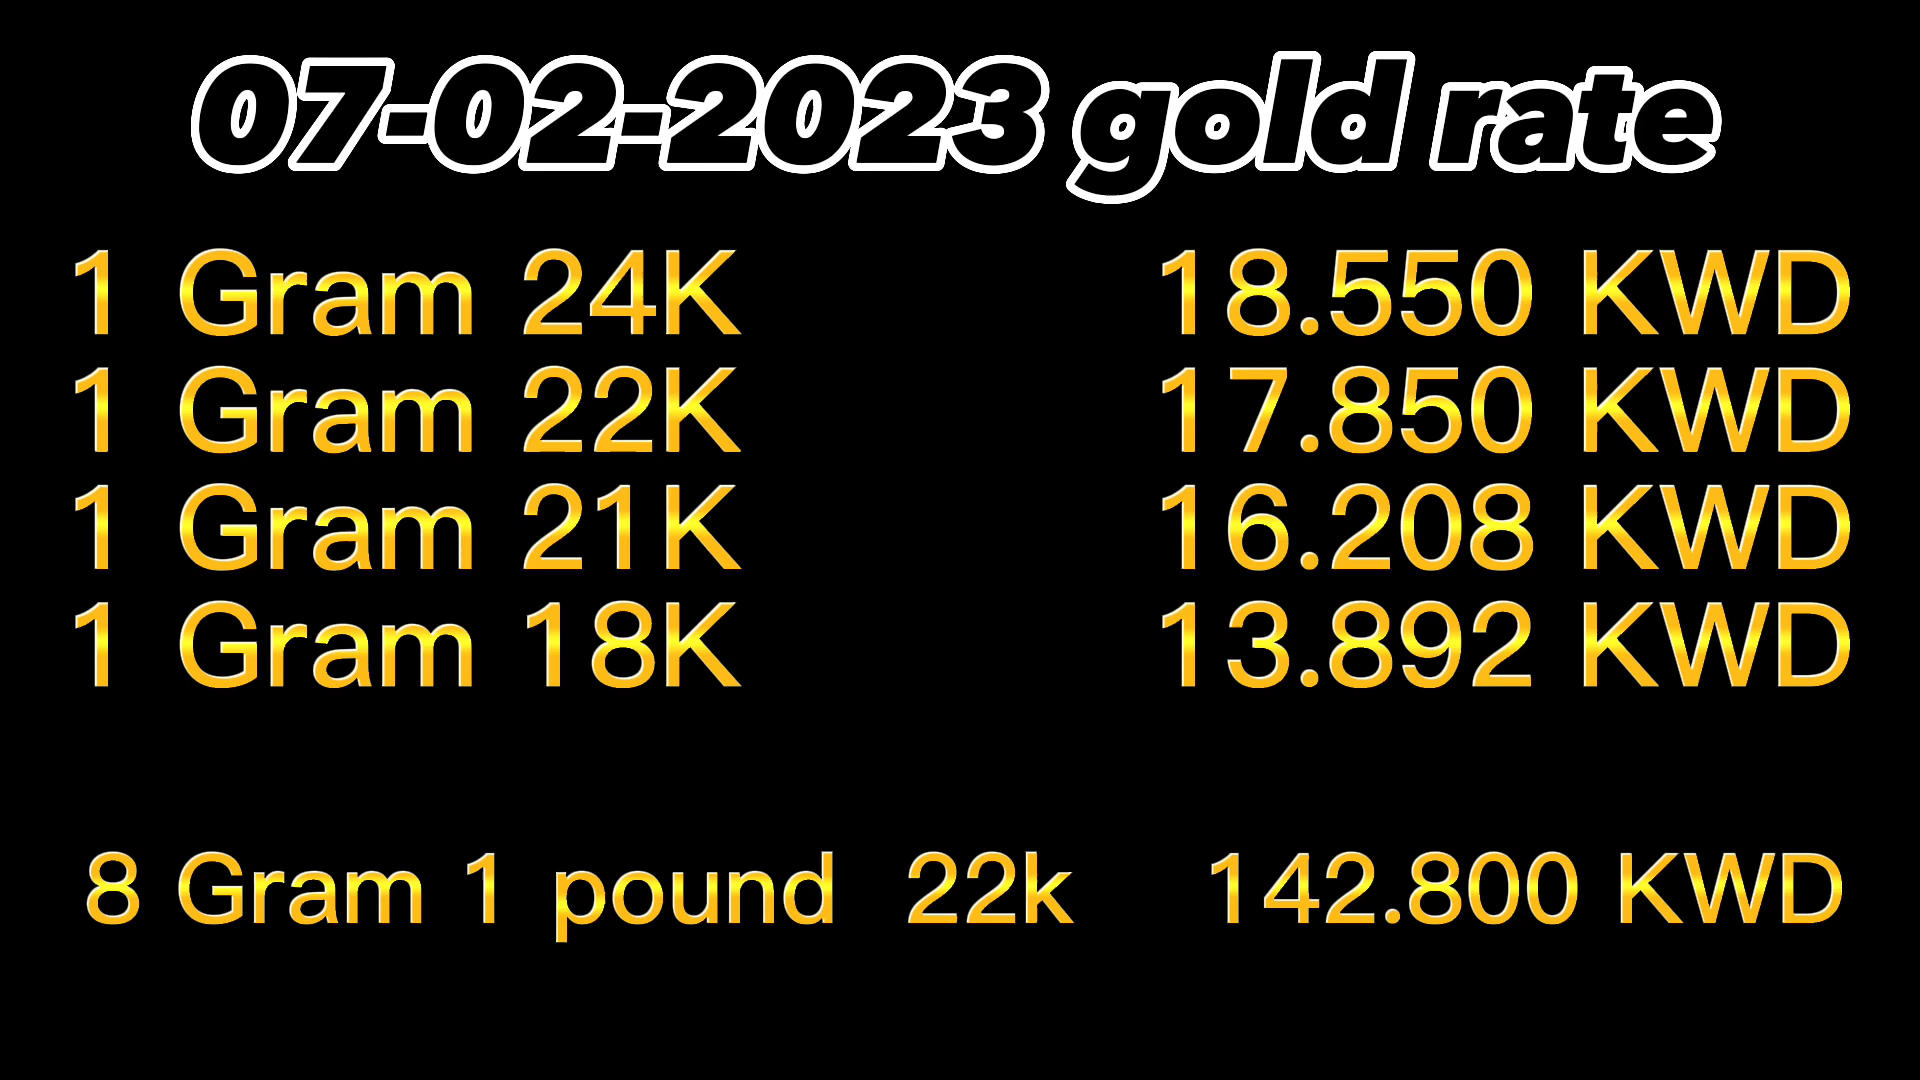 07-02-2023 gold rate
1 Gram 24K 18.550 KWD
1 Gram 22K 17.850 KWD
1 Gram 21K 16.208 KWD
1 Gram 18K 13.892 KWD
8 Gram 1 pound 22k 142.800 KWD